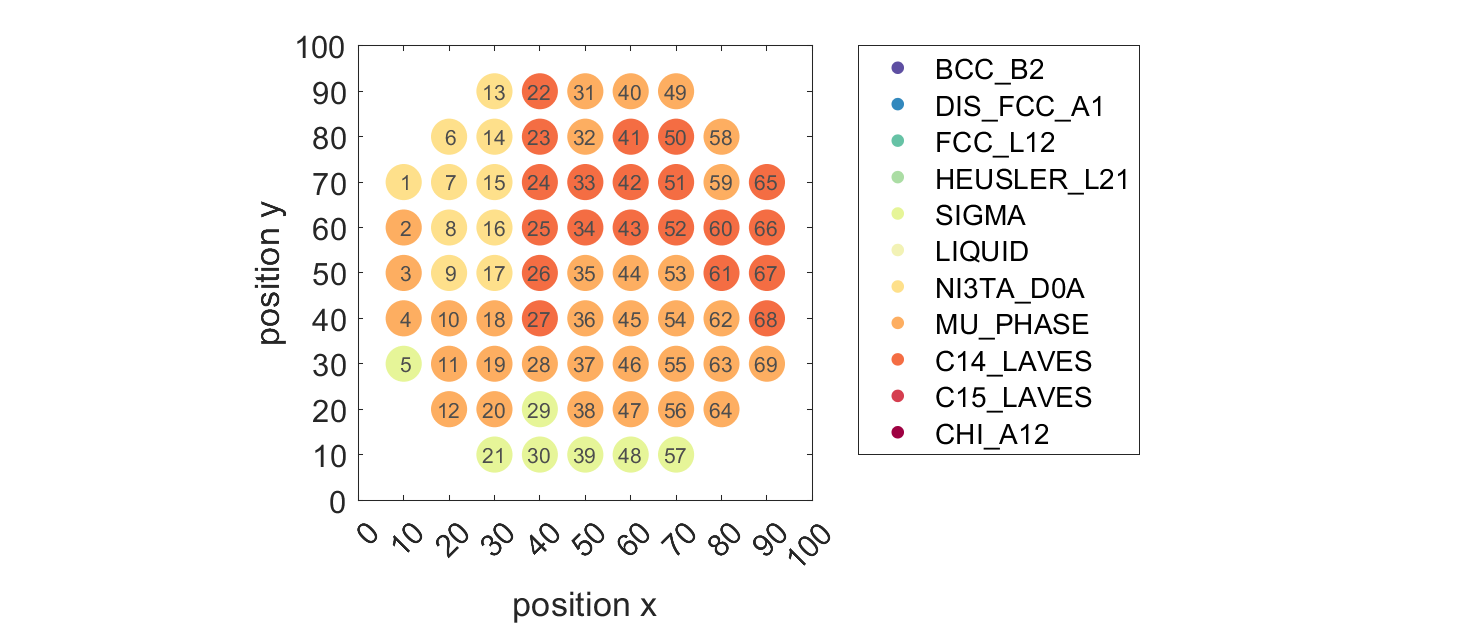 100
90 13 22 31 40 49
80 6 14 23 32 41 50 58
70 1 7 15 24 33 42 51 59 65
60 2 8 16 25 34 43 52 60 66
50 3 9 17 26 35 44 53 61 67
40 4 10 18 27 36 45 54 62 68
30 5 11 19 28 37 46 55 63 69
20 12 20 29 38 47 56 64
10 21 30 39 48 57
0
0 10 20 30 40 50 60 70 80 90 100
position x
position y
BCC_B2
DIS_FCC_A1
FCC_L12
HEUSLER_L21
SIGMA
LIQUID
NI3TA_D0A
MU_PHASE
C14_LAVES
C15_LAVES
CHI_A12